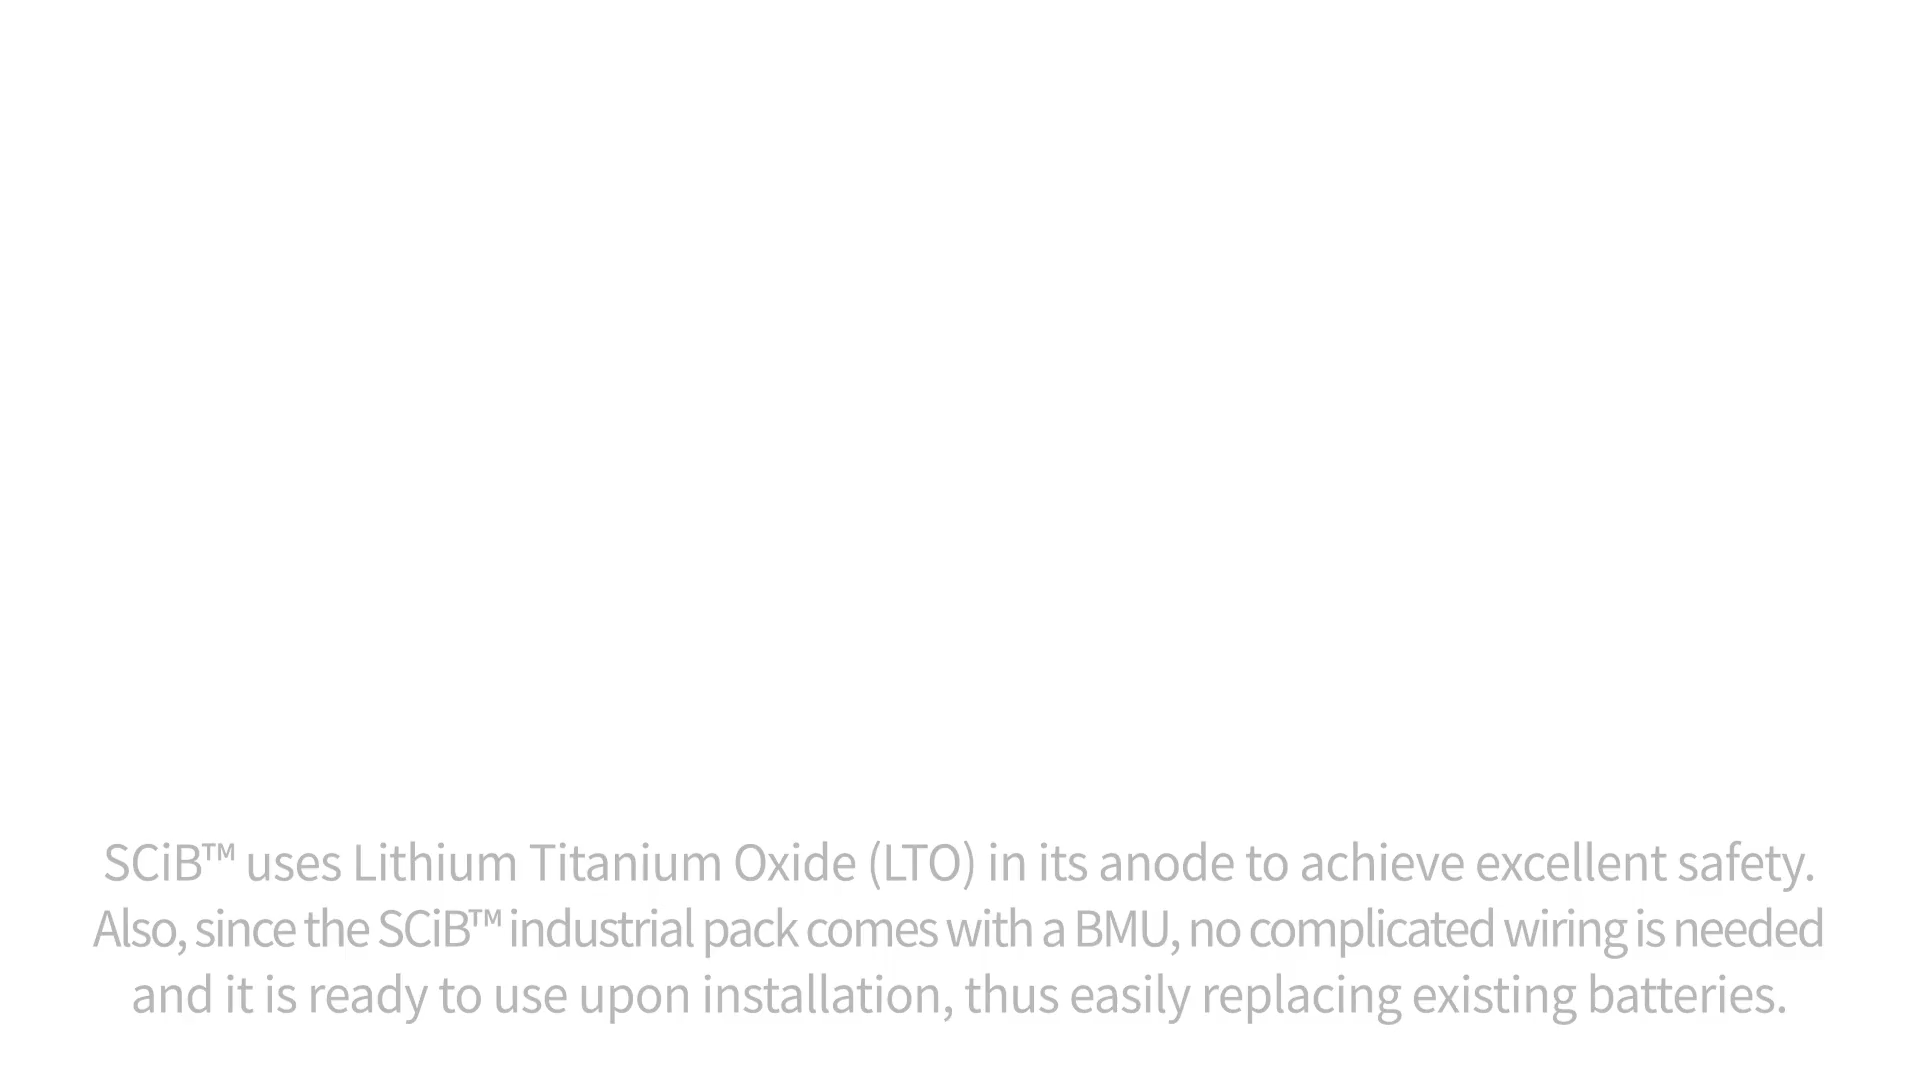 SCiB™ uses Lithium Titanium Oxide (LTO) in its anode to achieve excellent safety.
Also, since the SCiB™ industrial pack comes with a BMU, no complicated wiring is needed
and it is ready to use upon installation, thus easily replacing existing batteries.